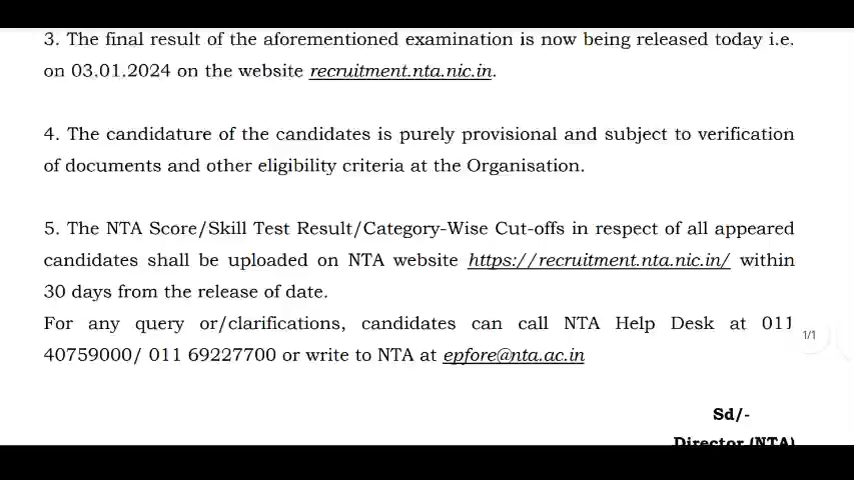 3. The final result of the aforementioned examination is now being released today i.e.
on 03.01.2024 on the website recruitment.nta.nic.in.
4. The candidature of the candidates is purely provisional and subject to verification
of documents and other eligibility criteria at the Organisation.
5. The NTA Score/Skill Test Result/Category-Wise Cut-offs in respect of all appeared
candidates shall be uploaded on NTA website https://recruitment.nta.nic.in/ within
30 days from the release of date.
For any query or/clarifications, candidates can call NTA Help Desk at 011
40759000/ 011 69227700 or write to NTA at epfore@nta.ac.in
1/1
Sd/-
Director (NTA)